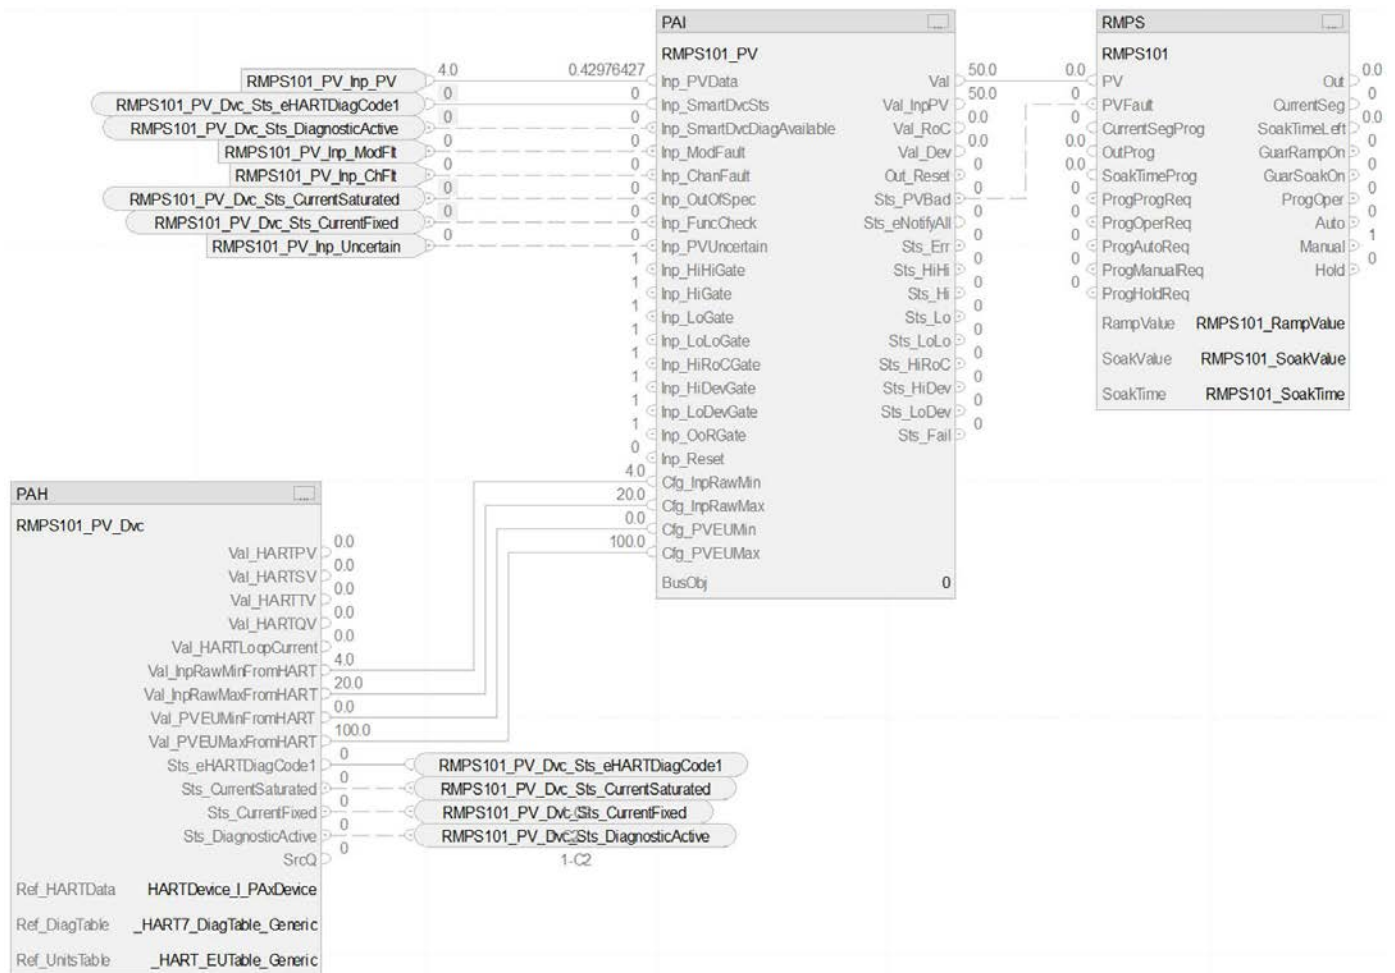 PAI ...
RMPS101_PV
RMPS ...
RMPS101
RMPS101_PV_Inp_PV 4.0 0.42976427 Inp_PVData Val 50.0 0.0 PV Out 0.0
RMPS101_PV_Dvc_Sts_eHARTDiagCode1 0 0 Inp_SmartDvcSts Val_InpPV 50.0 0 PVFault CurrentSeg 0
RMPS101_PV_Dvc_Sts_DiagnosticActive 0 0 Inp_SmartDvcDiagAvailable Val_RoC 0.0 0 CurrentSegProg SoakTimeLeft 0.0
RMPS101_PV_Inp_ModFlt 0 0 Inp_ModFault Val_Dev 0.0 0.0 OutProg GuarRampOn 0
RMPS101_PV_Inp_ChFlt 0 0 Inp_ChanFault Out_Reset 0 0.0 SoakTimeProg GuarSoakOn 0
RMPS101_PV_Dvc_Sts_CurrentSaturated 0 0 Inp_OutOfSpec Sts_PVBad 0 0 ProgProgReq ProgOper 0
RMPS101_PV_Dvc_Sts_CurrentFixed 0 0 Inp_FuncCheck Sts_eNotifyAll 0 0 ProgOperReq Auto 0
RMPS101_PV_Inp_Uncertain 0 0 Inp_PVUncertain Sts_Err 0 0 ProgAutoReq Manual 1
1 Inp_HiHiGate Sts_HiHi 0 0 ProgManualReq Hold 0
1 Inp_HiGate Sts_Hi 0 0 ProgHoldReq
1 Inp_LoGate Sts_Lo 0
RampValue RMPS101_RampValue
1 Inp_LoLoGate Sts_LoLo 0
SoakValue RMPS101_SoakValue
1 Inp_HiRoCGate Sts_HiRoC 0
1 Inp_HiDevGate Sts_HiDev 0
SoakTime RMPS101_SoakTime
1 Inp_LoDevGate Sts_LoDev 0
1 Inp_OoRGate Sts_Fail 0
0 Inp_Reset
4.0 Cfg_InpRawMin
20.0 Cfg_InpRawMax
0.0 Cfg_PVEUMin
100.0 Cfg_PVEUMax
BusObj 0
PAH ...
RMPS101_PV_Dvc
Val_HARTPV 0.0
Val_HARTSV 0.0
Val_HARTTV 0.0
Val_HARTQV 0.0
Val_HARTLoopCurrent 0.0
Val_InpRawMinFromHART 4.0
Val_InpRawMaxFromHART 20.0
Val_PVEUMinFromHART 0.0
Val_PVEUMaxFromHART 100.0
Sts_eHARTDiagCode1 0 RMPS101_PV_Dvc_Sts_eHARTDiagCode1
Sts_CurrentSaturated 0 RMPS101_PV_Dvc_Sts_CurrentSaturated
Sts_CurrentFixed 0 RMPS101_PV_Dvc_Sts_CurrentFixed
Sts_DiagnosticActive 0 RMPS101_PV_Dvc_Sts_DiagnosticActive
SrcQ 0 1-C2
Ref_HARTData HARTDevice_I_PAxDevice
Ref_DiagTable _HART7_DiagTable_Generic
Ref_UnitsTable _HART_EUTable_Generic